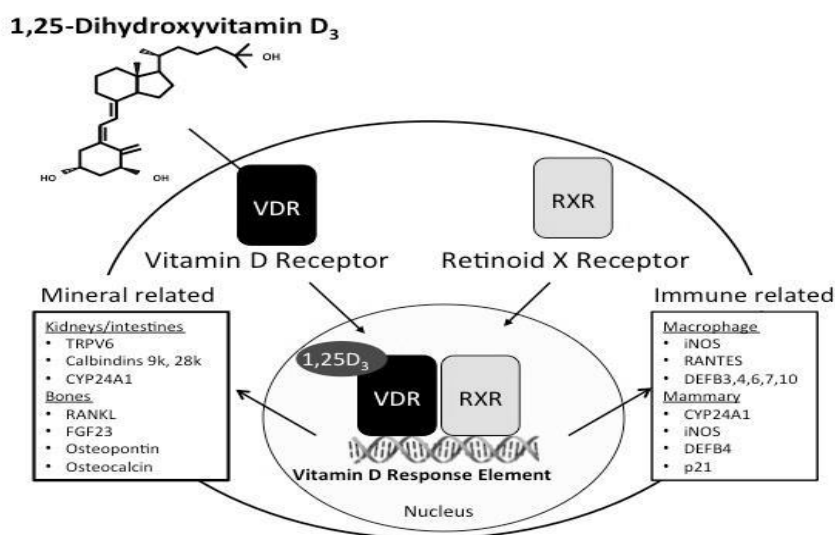 1,25-Dihydroxyvitamin D3
OH
HO
OH
VDR
RXR
Vitamin D Receptor
Retinoid X Receptor
Mineral related
Kidneys/intestines
• TRPV6
• Calbindins 9k, 28k
• CYP24A1
Bones
• RANKL
• FGF23
• Osteopontin
• Osteocalcin
1,25D3
VDR
RXR
Vitamin D Response Element
Nucleus
Immune related
Macrophage
• iNOS
• RANTES
• DEFB3,4,6,7,10
Mammary
• CYP24A1
• iNOS
• DEFB4
• p21